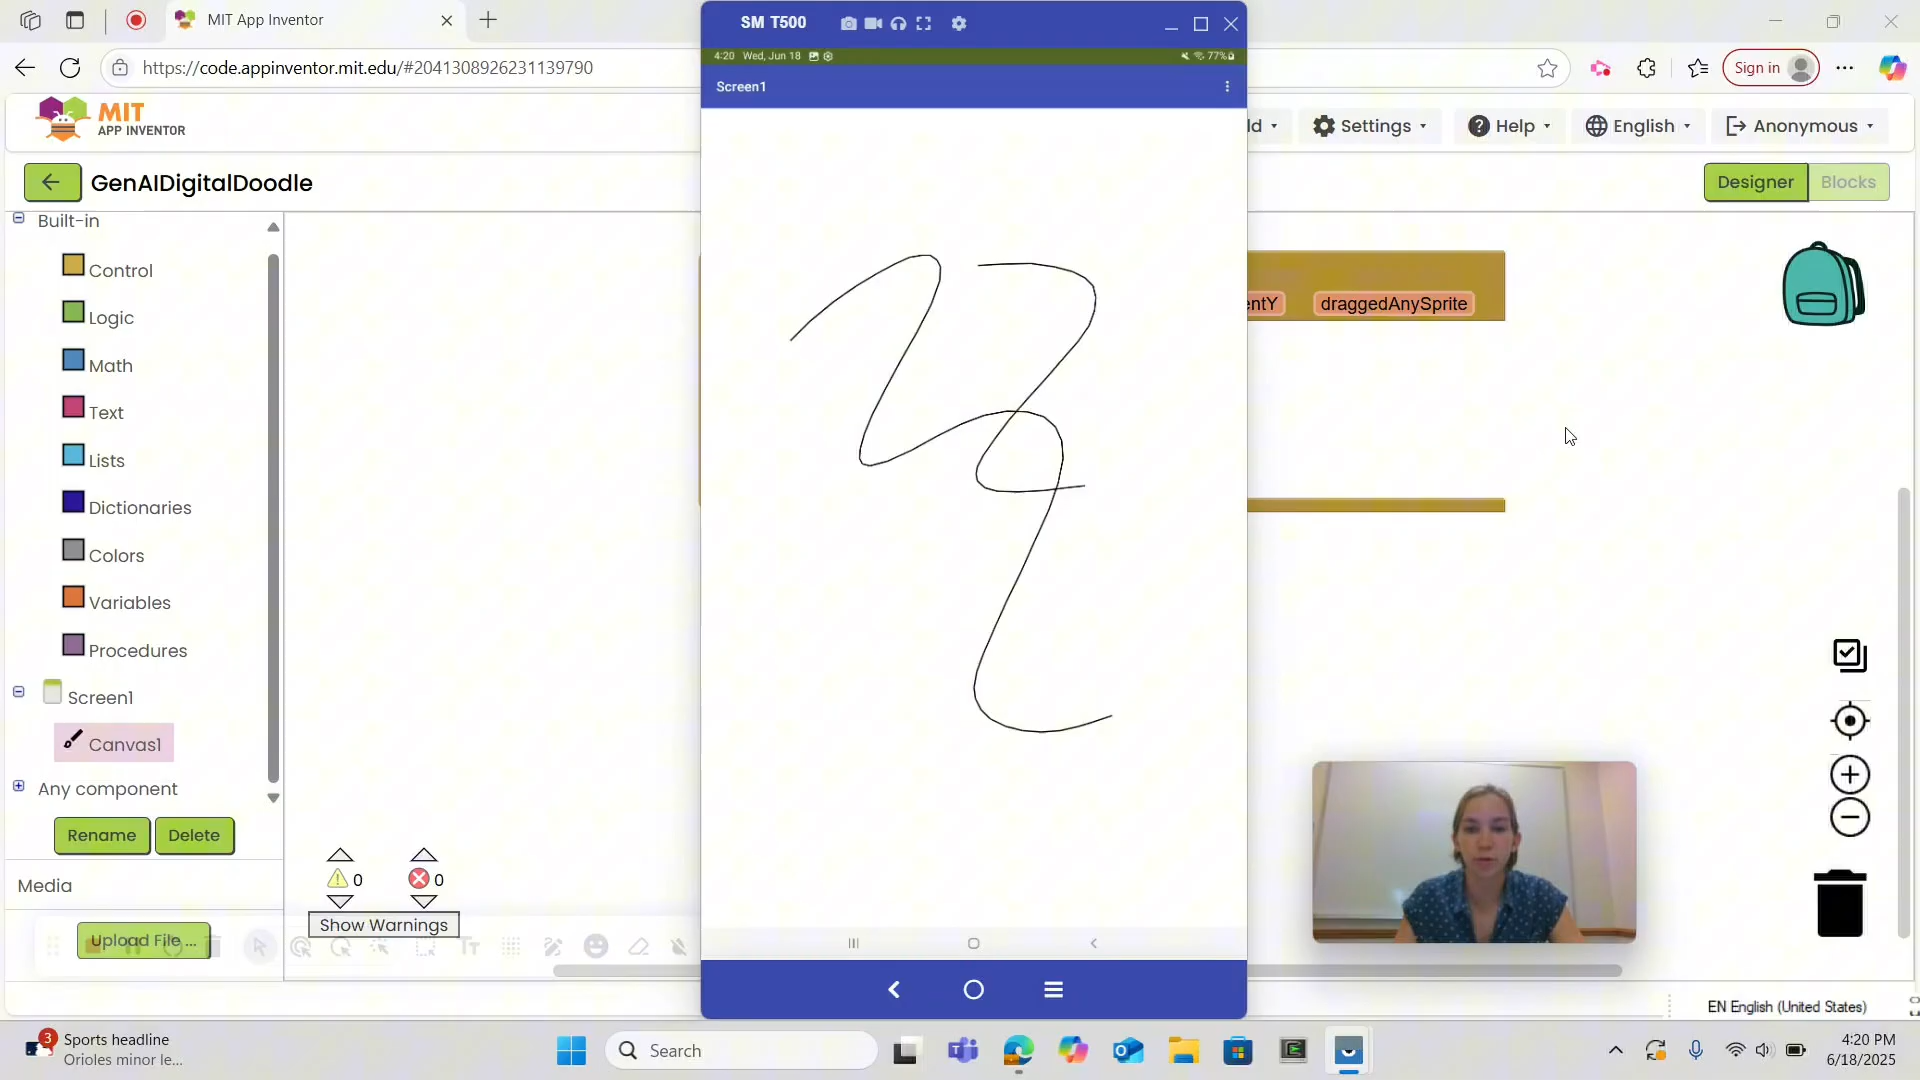 MIT App Inventor
SM T500
https://code.appinventor.mit.edu/#2041308926231139790
Sign in
4:20 Wed, Jun 18
77%
Screen1
MIT
APP INVENTOR
ld
Settings
Help
English
Anonymous
GenAIDigitalDoodle
Designer
Blocks
Built-in
Control
Logic
Math
Text
Lists
Dictionaries
Colors
Variables
Procedures
Screen1
Canvas1
Any component
Rename
Delete
Media
Upload File ...
entY
draggedAnySprite
0
0
Show Warnings
EN English (United States)
3
Sports headline
Orioles minor le...
Search
4:20 PM
6/18/2025